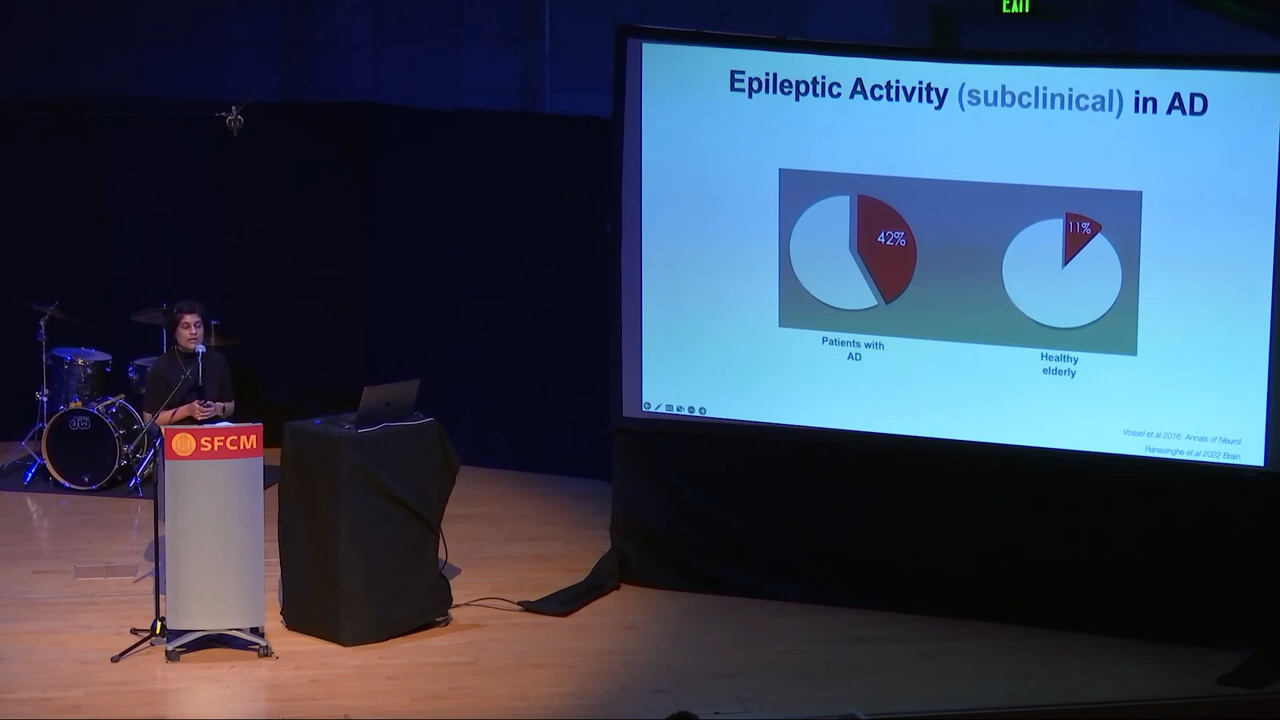 EXIT
Epileptic Activity (subclinical) in AD
42%
11%
Patients with
AD
Healthy
elderly
Vossel et.al 2016 Annals of Neurol
Ranasinghe et.al 2022 Brain
SFCM